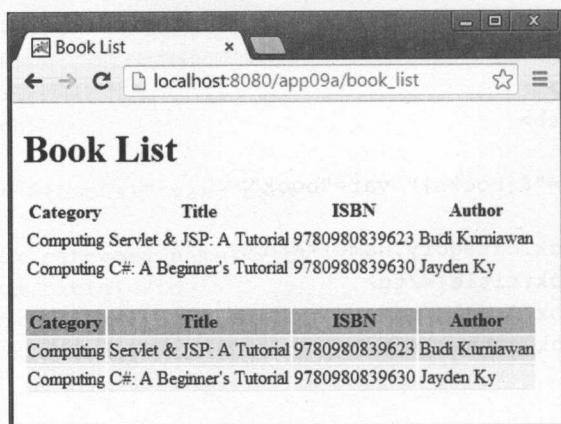 Book List
localhost:8080/app09a/book_list
Book List
Category Title ISBN Author
Computing Servlet & JSP: A Tutorial 9780980839623 Budi Kurniawan
Computing C#: A Beginner's Tutorial 9780980839630 Jayden Ky
Category Title ISBN Author
Computing Servlet & JSP: A Tutorial 9780980839623 Budi Kurniawan
Computing C#: A Beginner's Tutorial 9780980839630 Jayden Ky